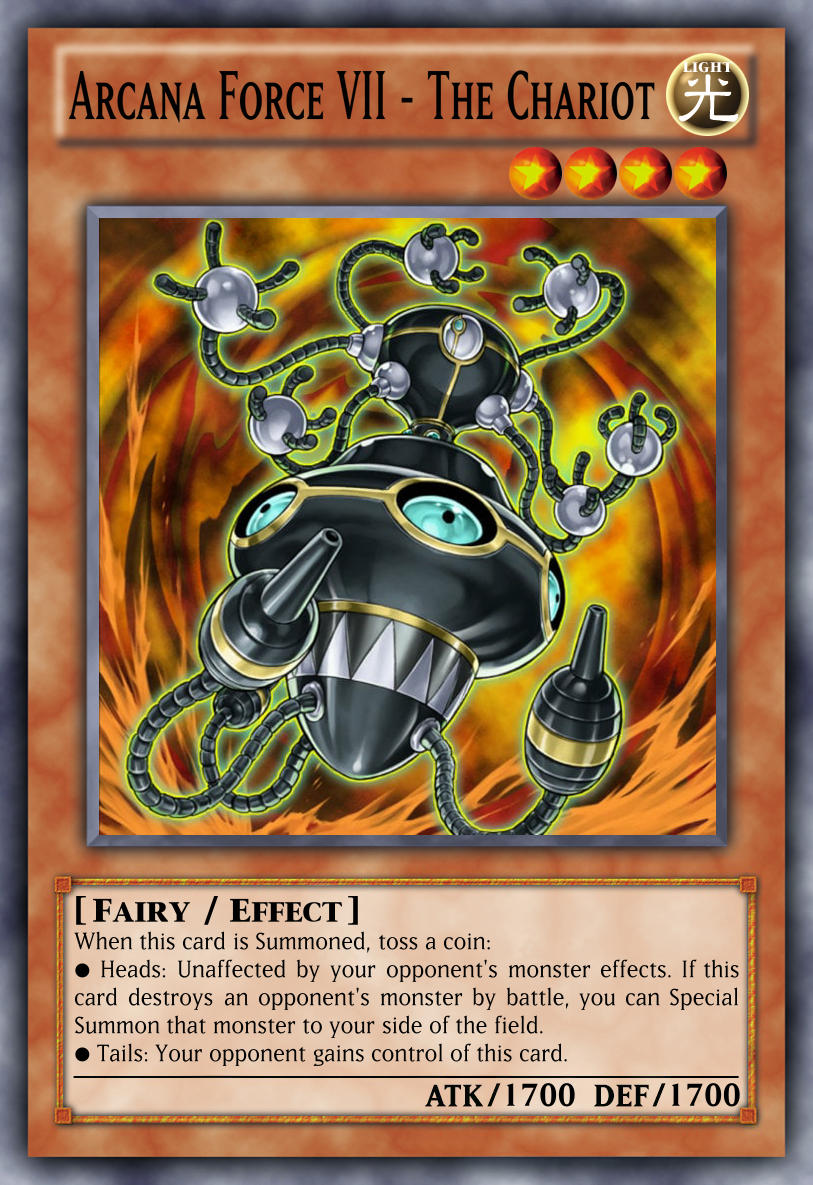 Arcana Force VII - The Chariot
LIGHT
光
[ Fairy / Effect ]
When this card is Summoned, toss a coin:
● Heads: Unaffected by your opponent's monster effects. If this
card destroys an opponent's monster by battle, you can Special
Summon that monster to your side of the field.
● Tails: Your opponent gains control of this card.
ATK/1700 DEF/1700